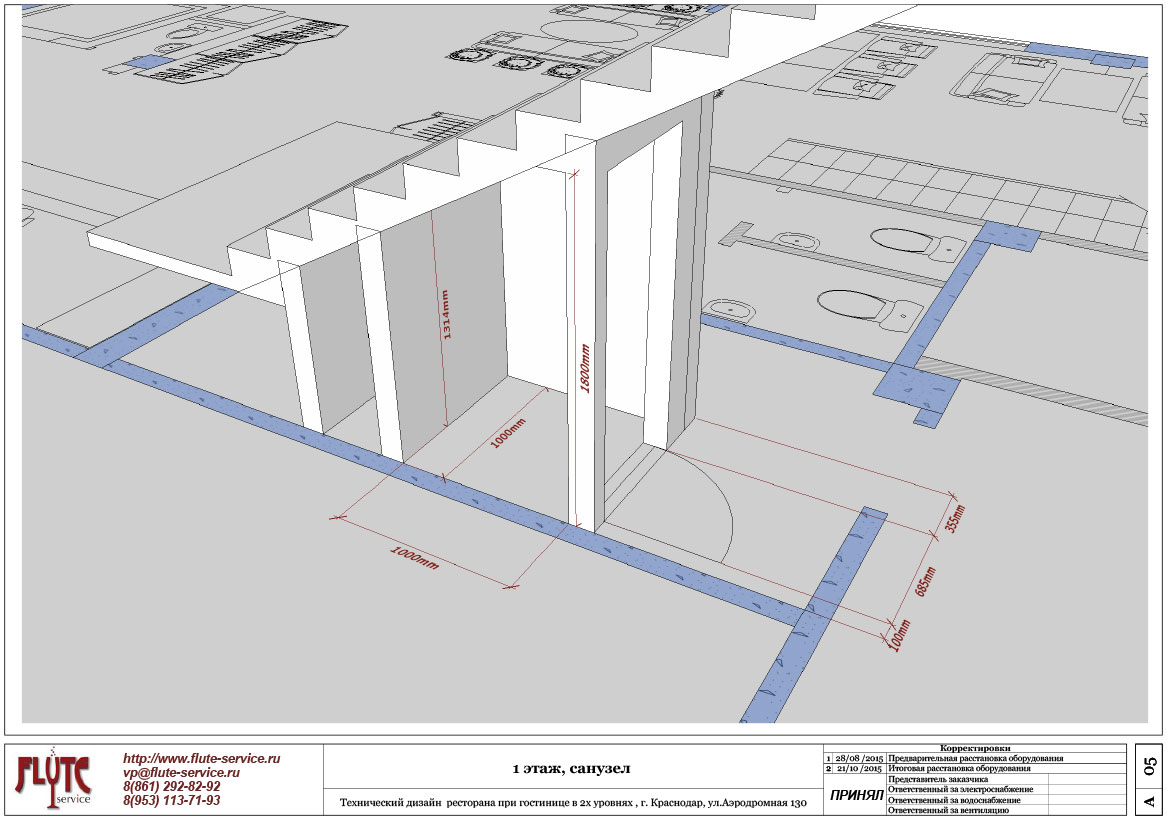 1314mm
1800mm
1000mm
1000mm
355mm
685mm
100mm
FLUTE
service
http://www.flute-service.ru
vp@flute-service.ru
8(861) 292-82-92
8(953) 113-71-93
1 этаж, санузел
Технический дизайн ресторана при гостинице в 2х уровнях , г. Краснодар, ул.Аэродромная 130
Корректировки
1 28/08 /2015 Предварительная расстановка оборудования
2 21/10 /2015 Итоговая расстановка оборудования
ПРИНЯЛ
Представитель заказчика
Ответственный за электроснабжение
Ответственный за водоснабжение
Ответственный за вентиляцию
05
А